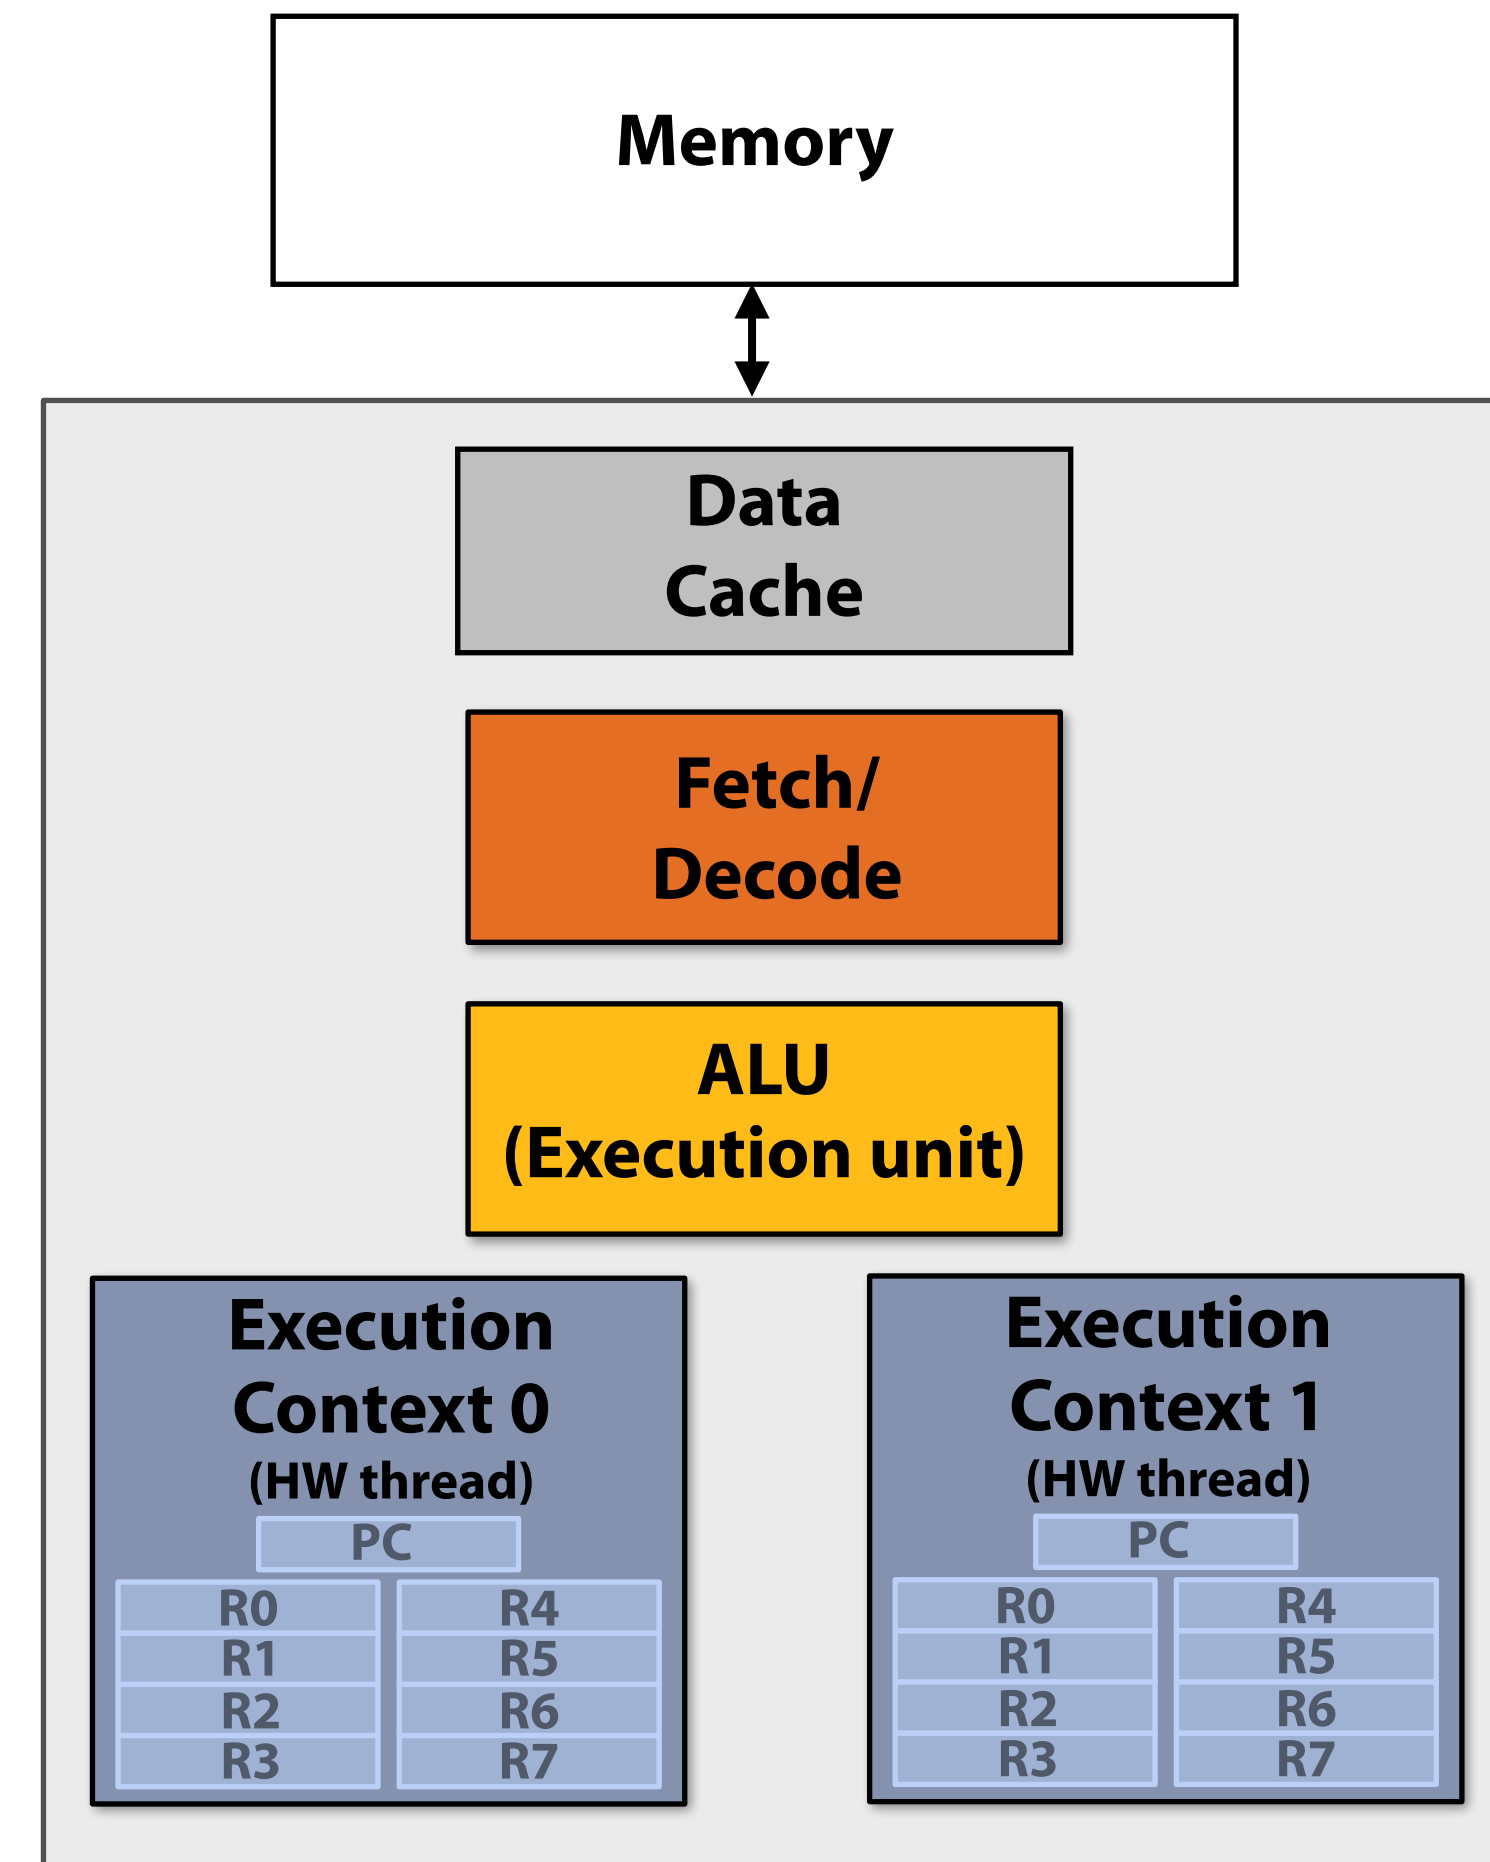 Memory
Data
Cache
Fetch/
Decode
ALU
(Execution unit)
Execution
Context 0
(HW thread)
PC
R0
R1
R2
R3
R4
R5
R6
R7
Execution
Context 1
(HW thread)
PC
R0
R1
R2
R3
R4
R5
R6
R7